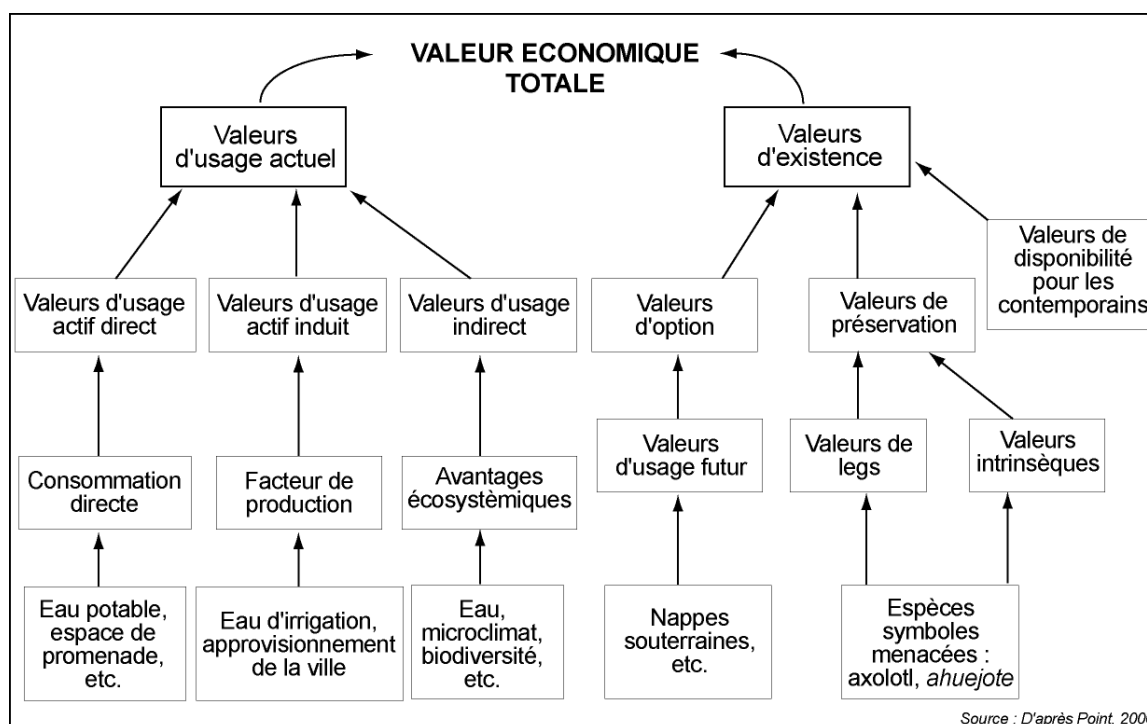 VALEUR ECONOMIQUE
TOTALE
Valeurs
d'usage actuel
Valeurs
d'existence
Valeurs de
disponibilité
pour les
contemporains
Valeurs d'usage
actif direct
Valeurs d'usage
actif induit
Valeurs d'usage
indirect
Valeurs
d'option
Valeurs de
préservation
Consommation
directe
Facteur de
production
Avantages
écosystèmiques
Valeurs
d'usage futur
Valeurs de
legs
Valeurs
intrinsèques
Eau potable,
espace de
promenade,
etc.
Eau d'irrigation,
approvisionnement
de la ville
Eau,
microclimat,
biodiversité,
etc.
Nappes
souterraines,
etc.
Espèces
symboles
menacées :
axolotl, ahuejote
Source : D'après Point,